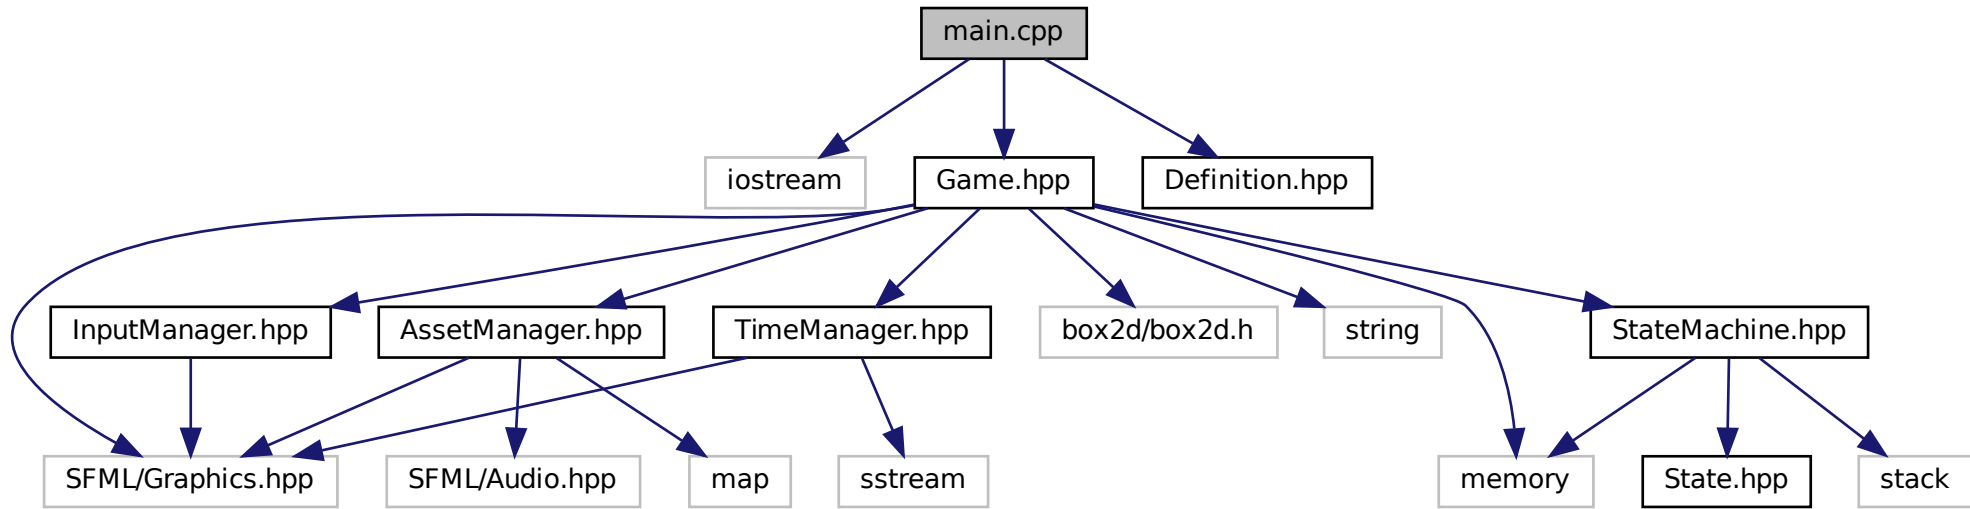 main.cpp
iostream
Game.hpp
Definition.hpp
InputManager.hpp
AssetManager.hpp
TimeManager.hpp
box2d/box2d.h
string
StateMachine.hpp
SFML/Graphics.hpp
SFML/Audio.hpp
map
sstream
memory
State.hpp
stack